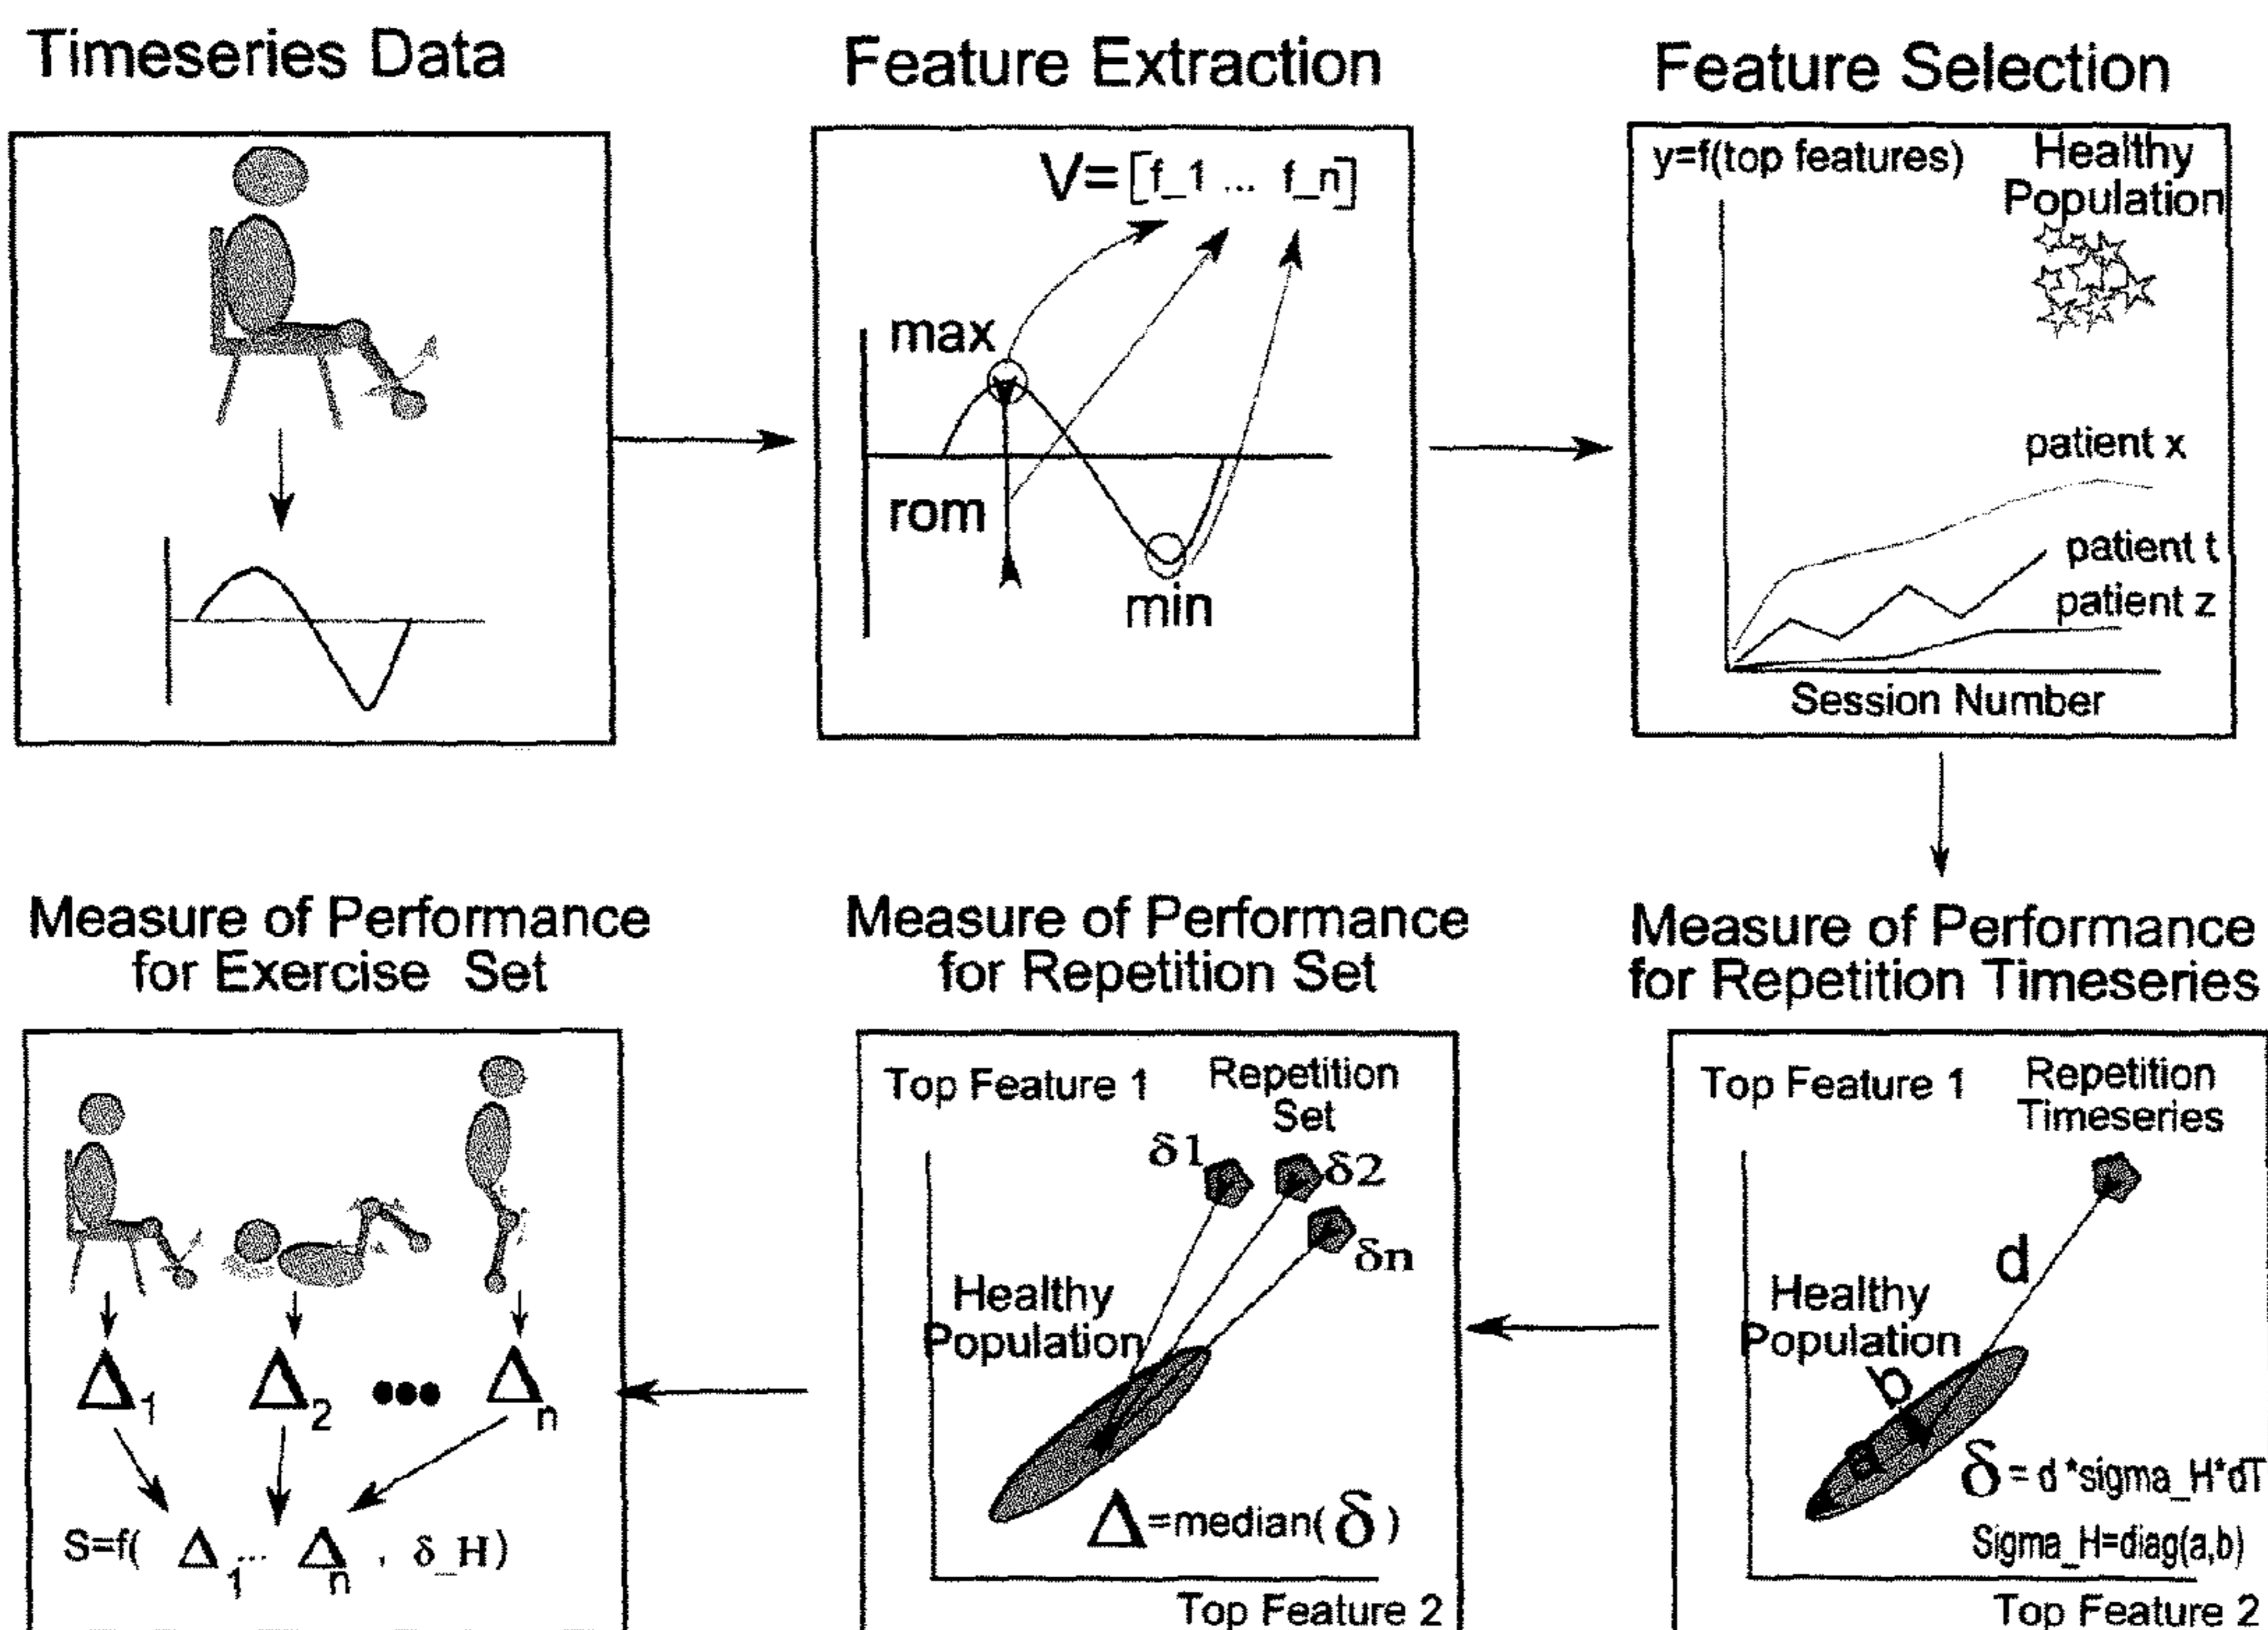 Timeseries Data
Feature Extraction
V=[f_1 ... f_n]
max
rom
min
Feature Selection
y=f(top features)
Healthy
Population
patient x
patient t
patient z
Session Number
Measure of Performance
for Repetition Timeseries
Top Feature 1
Repetition
Timeseries
d
Healthy
Population
b
a
δ = d *sigma_H*dT
Sigma_H=diag(a,b)
Top Feature 2
Measure of Performance
for Repetition Set
Top Feature 1
Repetition
Set
δ1
δ2
δn
Healthy
Population
Δ=median( δ )
Top Feature 2
Measure of Performance
for Exercise Set
Δ1 Δ2 ••• Δn
S=f( Δ1 ... Δn , δ_H)